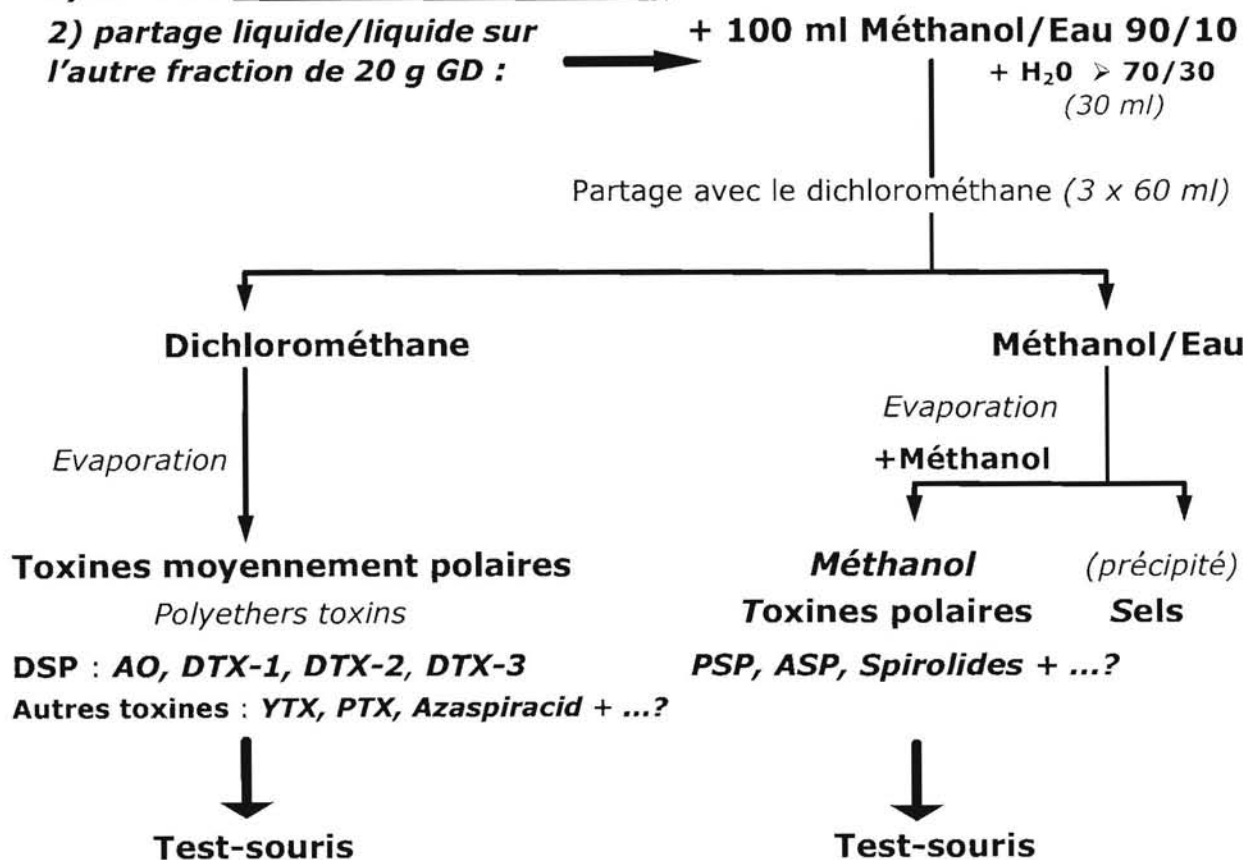 2) partage liquide/liquide sur
l'autre fraction de 20 g GD :
+ 100 ml Méthanol/Eau 90/10
+ H₂0 ➢ 70/30
(30 ml)
Partage avec le dichlorométhane (3 x 60 ml)
Dichlorométhane
Méthanol/Eau
Evaporation
Evaporation
+Méthanol
Toxines moyennement polaires
Polyethers toxins
DSP : AO, DTX-1, DTX-2, DTX-3
Autres toxines : YTX, PTX, Azaspiracid + ...?
Méthanol
(précipité)
Toxines polaires
Sels
PSP, ASP, Spirolides + ...?
Test-souris
Test-souris